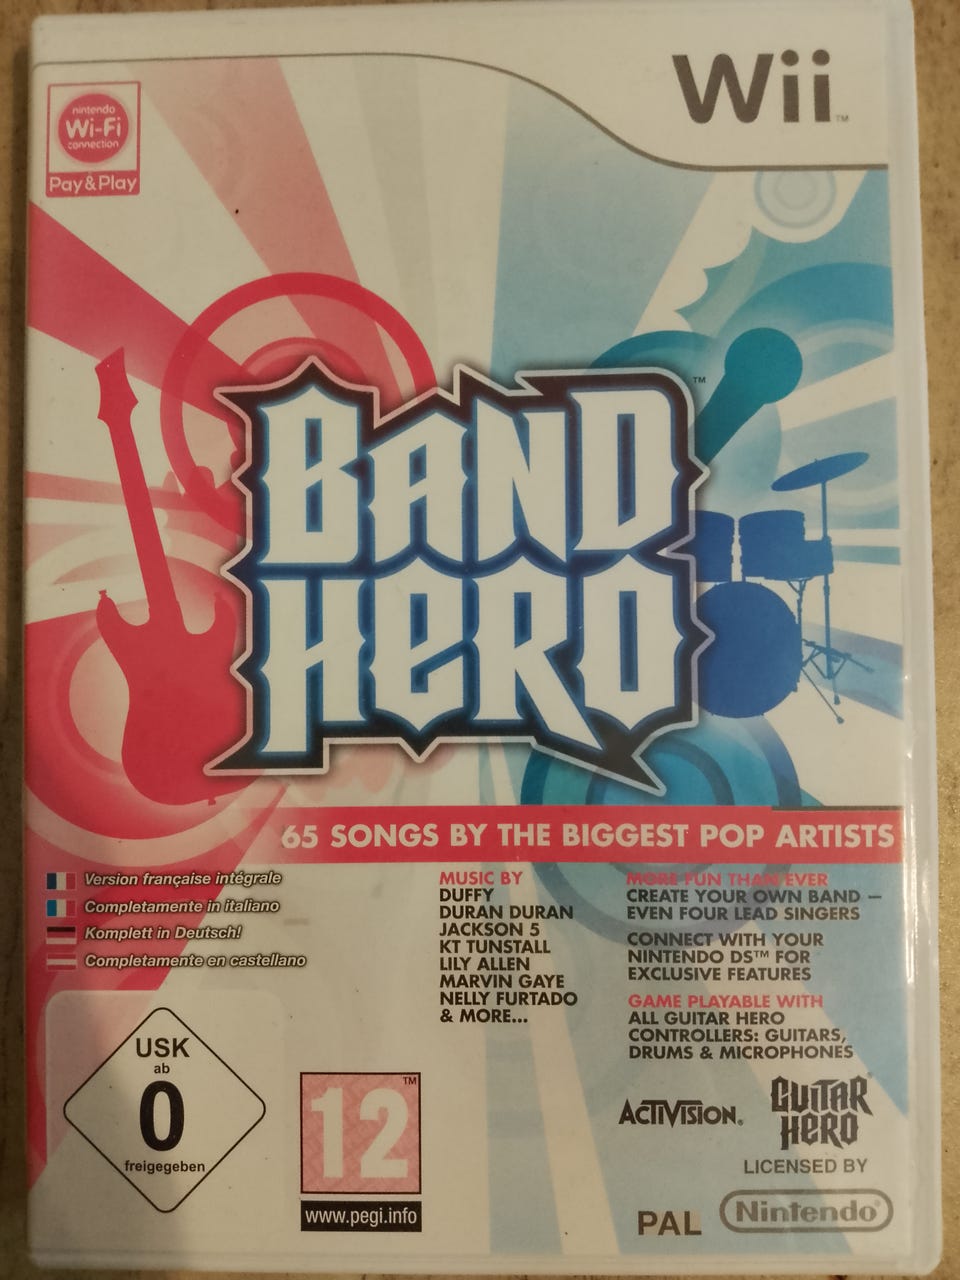 Wii™
nintendo
Wi-Fi
connection
Pay & Play
BAND™
HERO
65 SONGS BY THE BIGGEST POP ARTISTS
Version française intégrale
Completamente in italiano
Komplett in Deutsch!
Completamente en castellano
MUSIC BY
DUFFY
DURAN DURAN
JACKSON 5
KT TUNSTALL
LILY ALLEN
MARVIN GAYE
NELLY FURTADO
& MORE...
MORE FUN THAN EVER
CREATE YOUR OWN BAND –
EVEN FOUR LEAD SINGERS
CONNECT WITH YOUR
NINTENDO DS™ FOR
EXCLUSIVE FEATURES
GAME PLAYABLE WITH
ALL GUITAR HERO
CONTROLLERS: GUITARS,
DRUMS & MICROPHONES
USK
ab
0
freigegeben
12™
www.pegi.info
ACTIVISION®
GUITAR®
HERO
LICENSED BY
PAL
Nintendo®